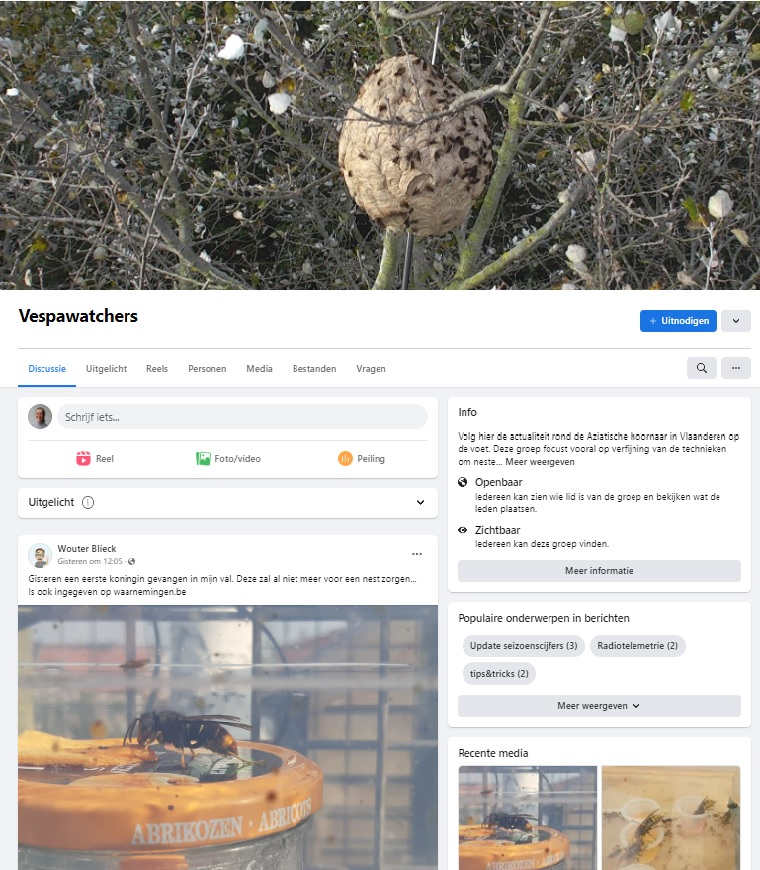 Vespawatchers
+ Uitnodigen
Discussie Uitgelicht Reels Personen Media Bestanden Vragen
Schrijf iets...
Reel Foto/video Peiling
Uitgelicht
Wouter Blieck
Gisteren om 12:05 ·
Gisteren een eerste koningin gevangen in mijn val. Deze zal al niet meer voor een nest zorgen...
Is ook ingegeven op waarnemingen.be
ABRIKOZEN · ABRICOTS
Info
Volg hier de actualiteit rond de Aziatische hoornaar in Vlaanderen op
de voet. Deze groep focust vooral op verfijning van de technieken
om neste... Meer weergeven
Openbaar
Iedereen kan zien wie lid is van de groep en bekijken wat de
leden plaatsen.
Zichtbaar
Iedereen kan deze groep vinden.
Meer informatie
Populaire onderwerpen in berichten
Update seizoenscijfers (3) Radiotelemetrie (2)
tips&tricks (2)
Meer weergeven
Recente media
ABRIKOZEN